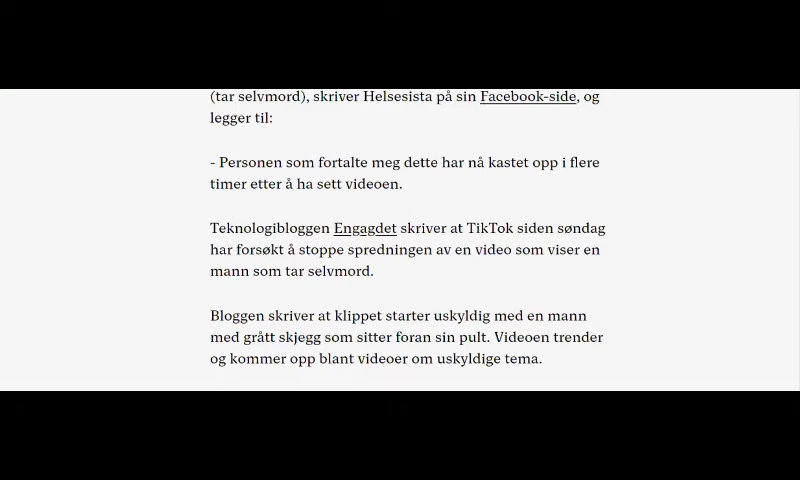 (tar selvmord), skriver Helsesista på sin Facebook-side, og
legger til:
- Personen som fortalte meg dette har nå kastet opp i flere
timer etter å ha sett videoen.
Teknologibloggen Engagdet skriver at TikTok siden søndag
har forsøkt å stoppe spredningen av en video som viser en
mann som tar selvmord.
Bloggen skriver at klippet starter uskyldig med en mann
med grått skjegg som sitter foran sin pult. Videoen trender
og kommer opp blant videoer om uskyldige tema.